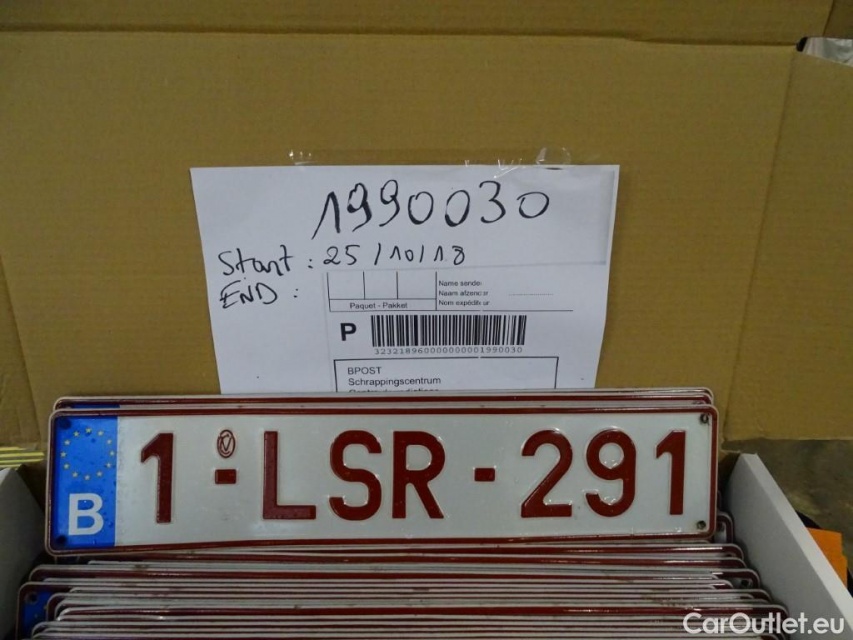 1990030
Start: 25/10/18
END:
Name sender
Naam afzender
Nom expéditeur
Paquet - Pakket
P
3232189600000000001990030
BPOST
Schrappingscentrum
B
1-LSR-291
CarOutlet.eu